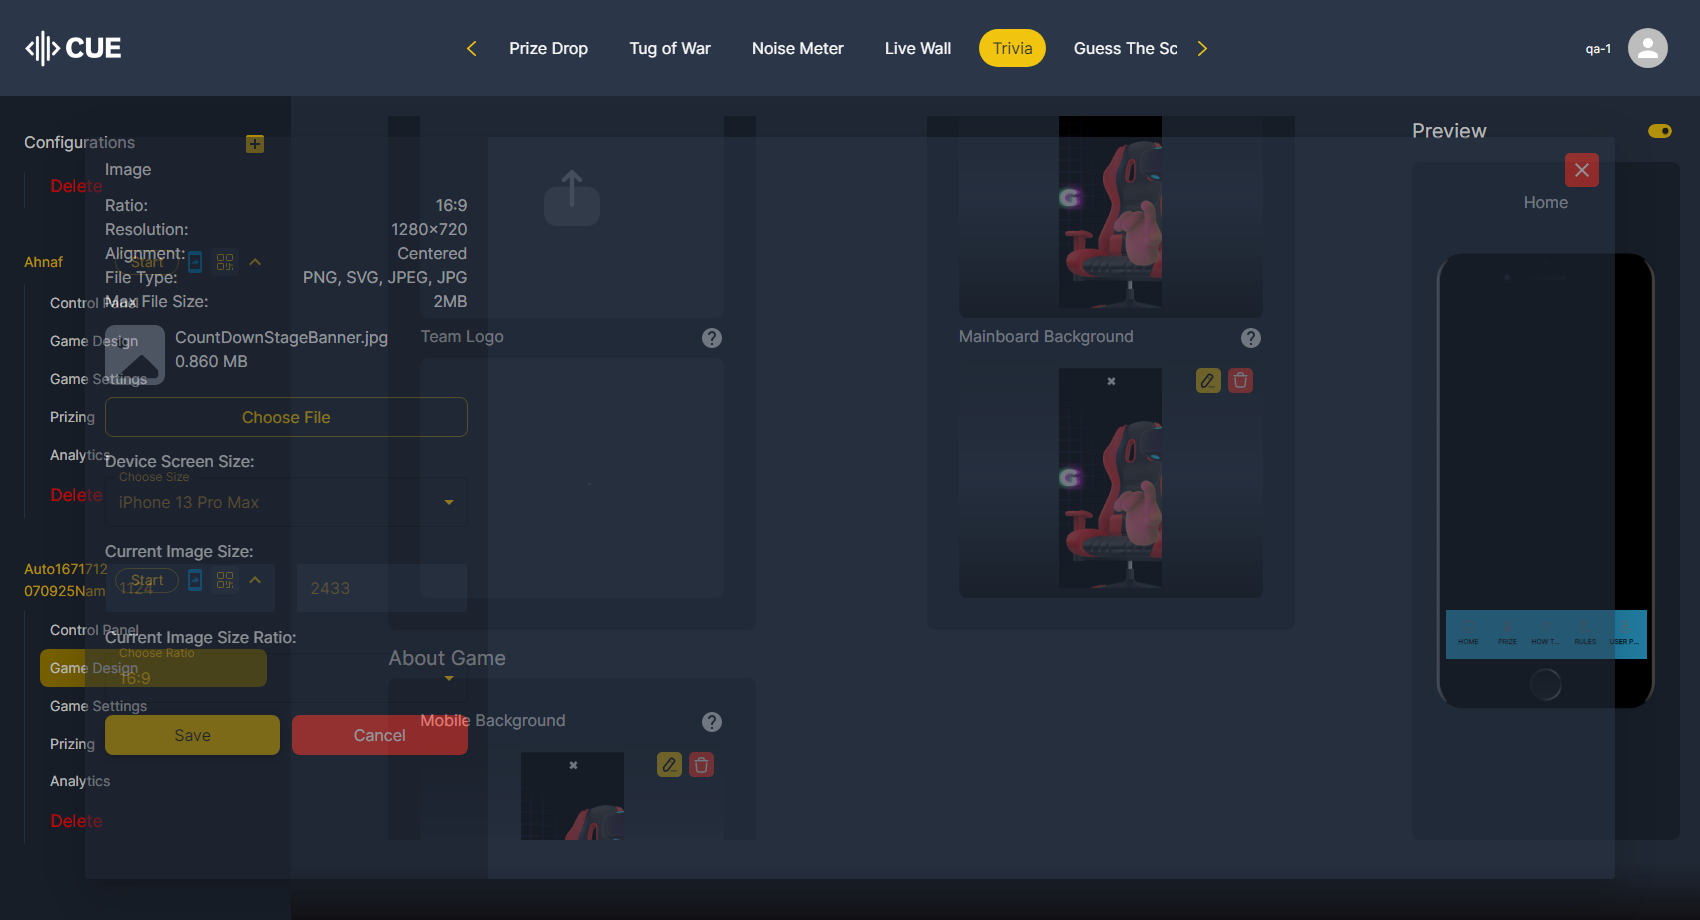 CUE
Prize Drop
Tug of War
Noise Meter
Live Wall
Trivia
Guess The Sc
qa-1
Configurations
Delete
Ahnaf
Start
Control Panel
Game Design
Game Settings
Prizing
Analytics
Delete
Auto1671712
070925Nam
Start
Control Panel
Game Design
Game Settings
Prizing
Analytics
Delete
Image
Ratio: 16:9
Resolution: 1280×720
Alignment: Centered
File Type: PNG, SVG, JPEG, JPG
Max File Size: 2MB
CountDownStageBanner.jpg
0.860 MB
Choose File
Device Screen Size:
Choose Size
iPhone 13 Pro Max
Current Image Size:
1124
2433
Current Image Size Ratio:
Choose Ratio
16:9
Save
Cancel
Team Logo
?
About Game
Mobile Background
?
G
Mainboard Background
?
G
Preview
Home
HOME
PRIZE
HOW T...
RULES
USER P...